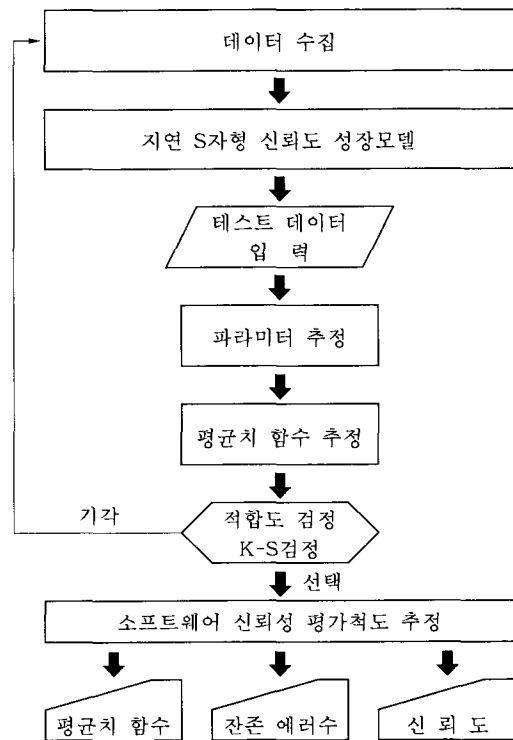 데이터 수집
지연 S자형 신뢰도 성장모델
테스트 데이터
입 력
파라미터 추정
평균치 함수 추정
기각
적합도 검정
K-S검정
선택
소프트웨어 신뢰성 평가척도 추정
평균치 함수
잔존 에러수
신 뢰 도